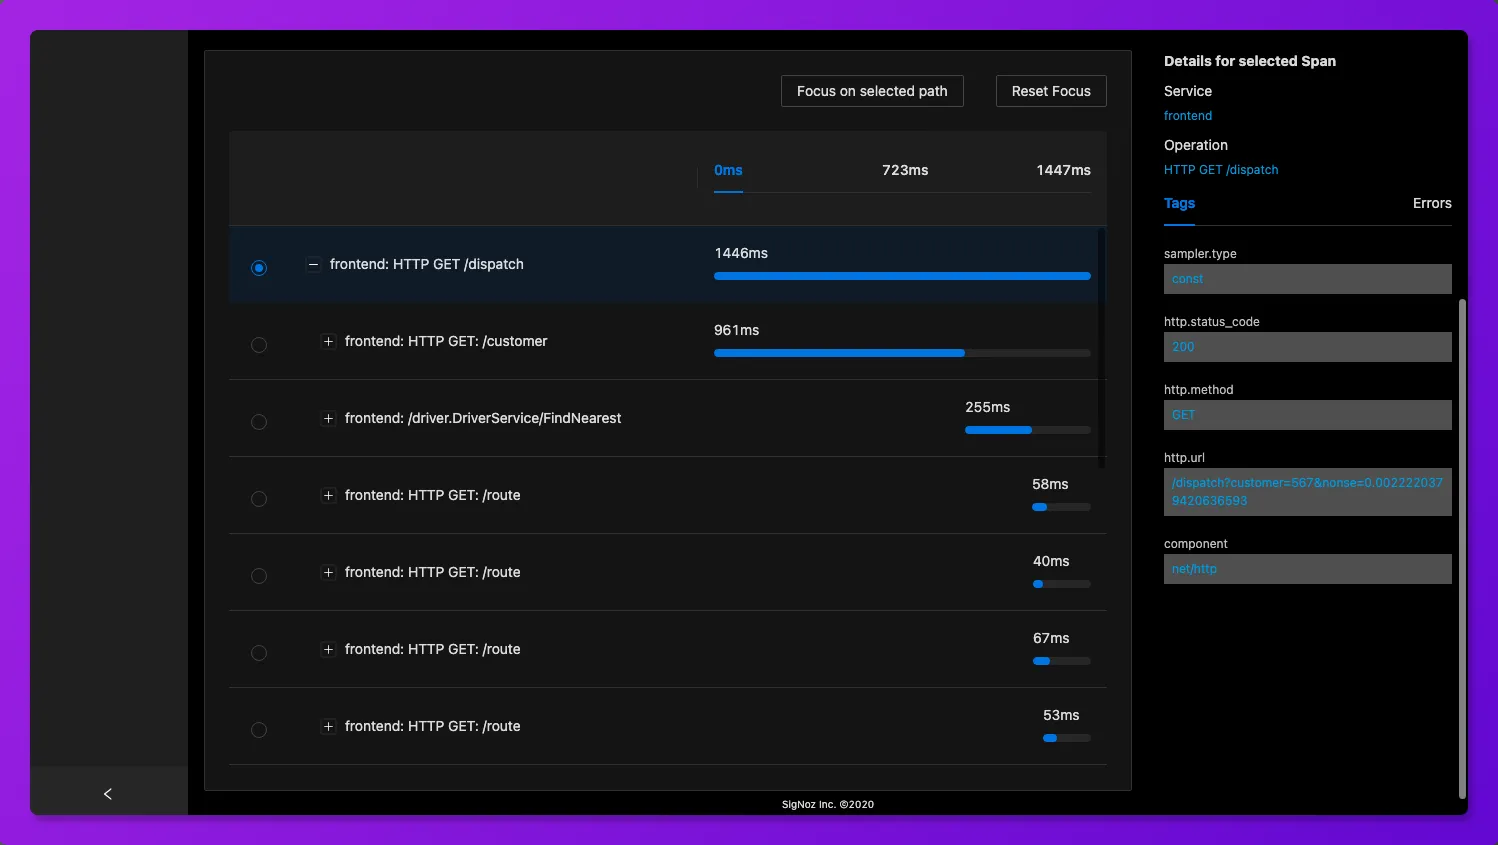 Focus on selected path
Reset Focus
0ms
723ms
1447ms
frontend: HTTP GET /dispatch
1446ms
frontend: HTTP GET: /customer
961ms
frontend: /driver.DriverService/FindNearest
255ms
frontend: HTTP GET: /route
58ms
frontend: HTTP GET: /route
40ms
frontend: HTTP GET: /route
67ms
frontend: HTTP GET: /route
53ms
SigNoz Inc. ©2020
Details for selected Span
Service
frontend
Operation
HTTP GET /dispatch
Tags
Errors
sampler.type
const
http.status_code
200
http.method
GET
http.url
/dispatch?customer=567&nonse=0.002222037
9420636593
component
net/http